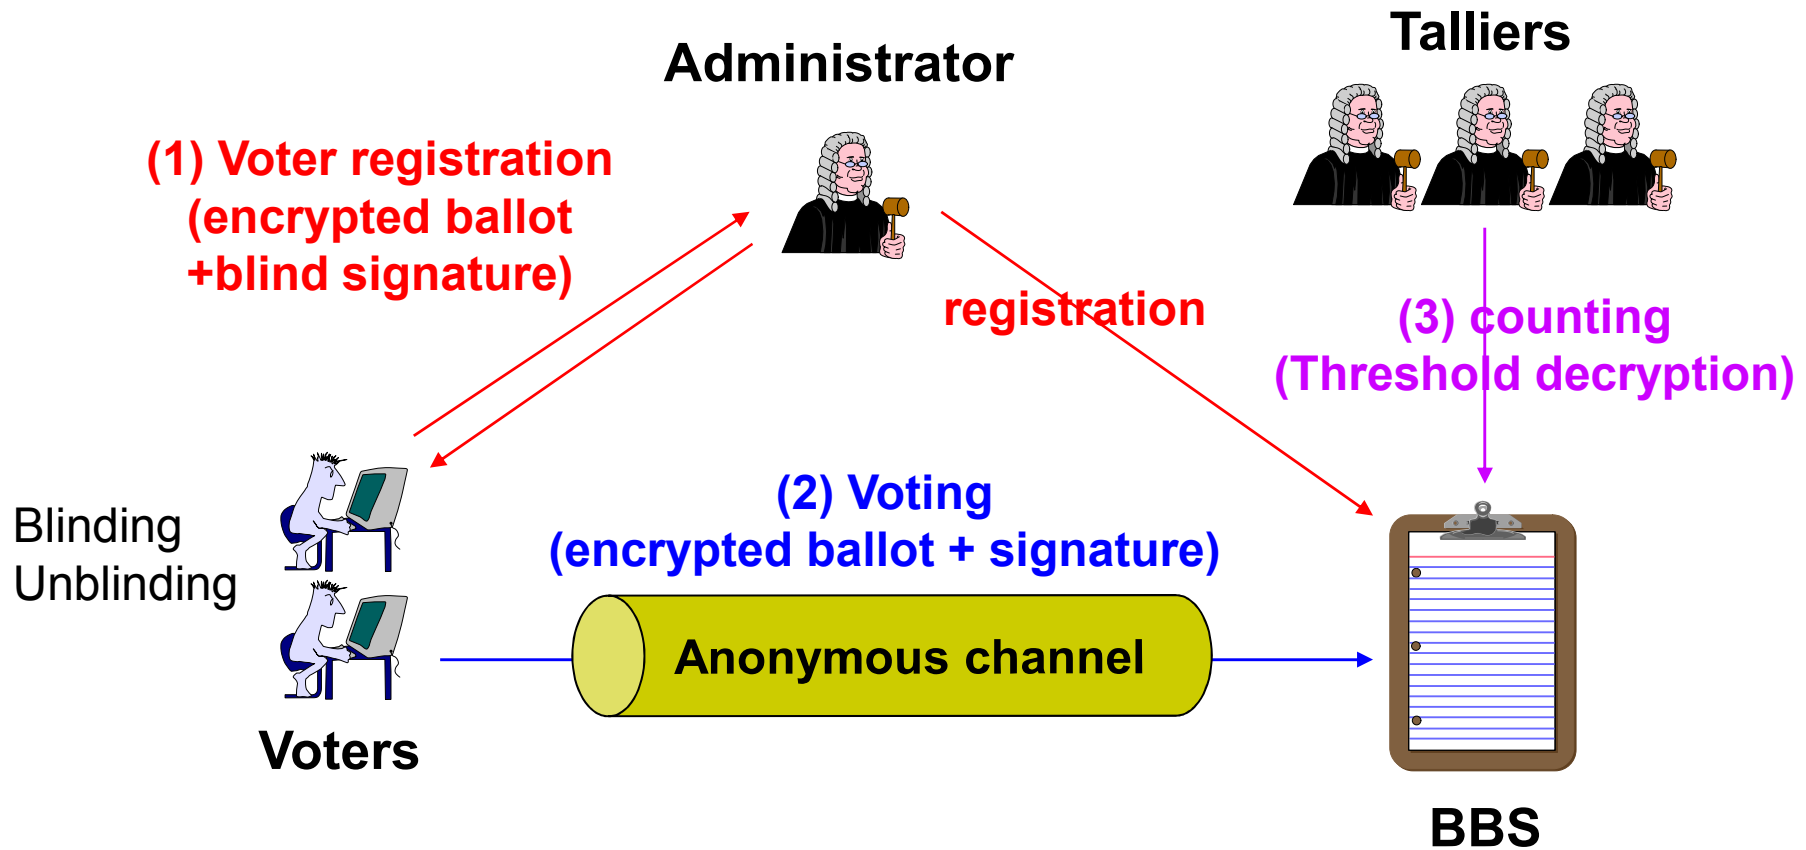 Talliers
Administrator
(1) Voter registration
(encrypted ballot
+blind signature)
registration
(3) counting
(Threshold decryption)
Blinding
Unblinding
(2) Voting
(encrypted ballot + signature)
Anonymous channel
Voters
BBS